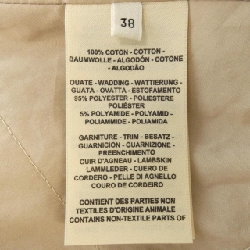 38
100% COTON - COTTON -
BAUMWOLLE - ALGODÓN - COTONE
- ALGODÃO
OUATE - WADDING - WATTIERUNG -
GUATA - OVATTA - ESTOFAMENTO
95% POLYESTER - POLIESTERE
POLIÉSTER
5% POLYAMIDE - POLYAMID -
POLIAMMIDE - POLIAMIDA
GARNITURE - TRIM - BESATZ -
GUARNICION - GUARNIZIONE -
PREENCHIMENTO
CUIR D'AGNEAU - LAMBSKIN
LAMMLEDER - CUERO DE
CORDERO - PELLE DI AGNELLO
COURO DE CORDEIRO
CONTIENT DES PARTIES NON
TEXTILES D'ORIGINE ANIMALE
CONTAINS NON-TEXTILE PARTS OF